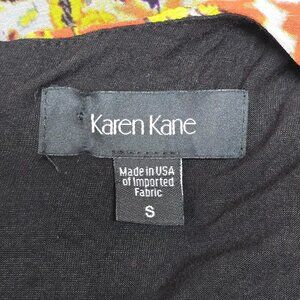 Karen Kane
Made in USA
of Imported
Fabric
S